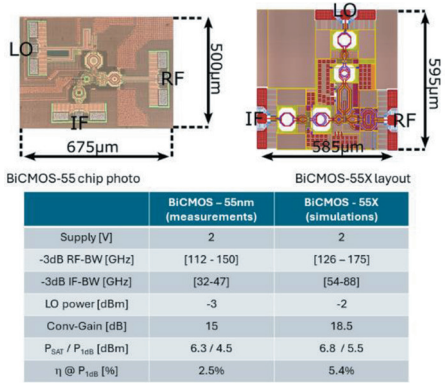 LO
RF
IF
500µm
675µm
BiCMOS-55 chip photo
LO
IF
RF
595µm
585µm
BiCMOS-55X layout
BiCMOS – 55nm (measurements)
BiCMOS - 55X (simulations)
Supply [V] 2 2
-3dB RF-BW [GHz] [112 - 150] [126 – 175]
-3dB IF-BW [GHz] [32-47] [54-88]
LO power [dBm] -3 -2
Conv-Gain [dB] 15 18.5
PSAT / P1dB [dBm] 6.3 / 4.5 6.8 / 5.5
η @ P1dB [%] 2.5% 5.4%